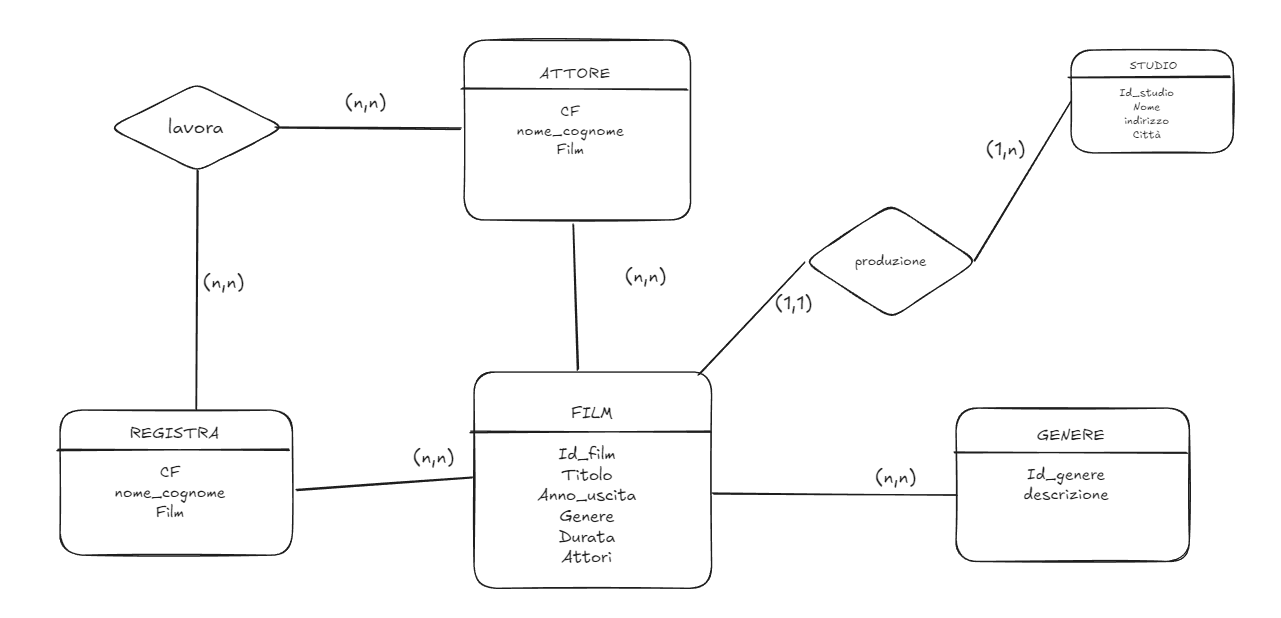 ATTORE
CF
nome_cognome
Film
STUDIO
Id_studio
Nome
indirizzo
Città
lavora
(n,n)
(n,n)
(n,n)
(1,n)
produzione
(1,1)
REGISTRA
CF
nome_cognome
Film
(n,n)
FILM
Id_film
Titolo
Anno_uscita
Genere
Durata
Attori
(n,n)
GENERE
Id_genere
descrizione